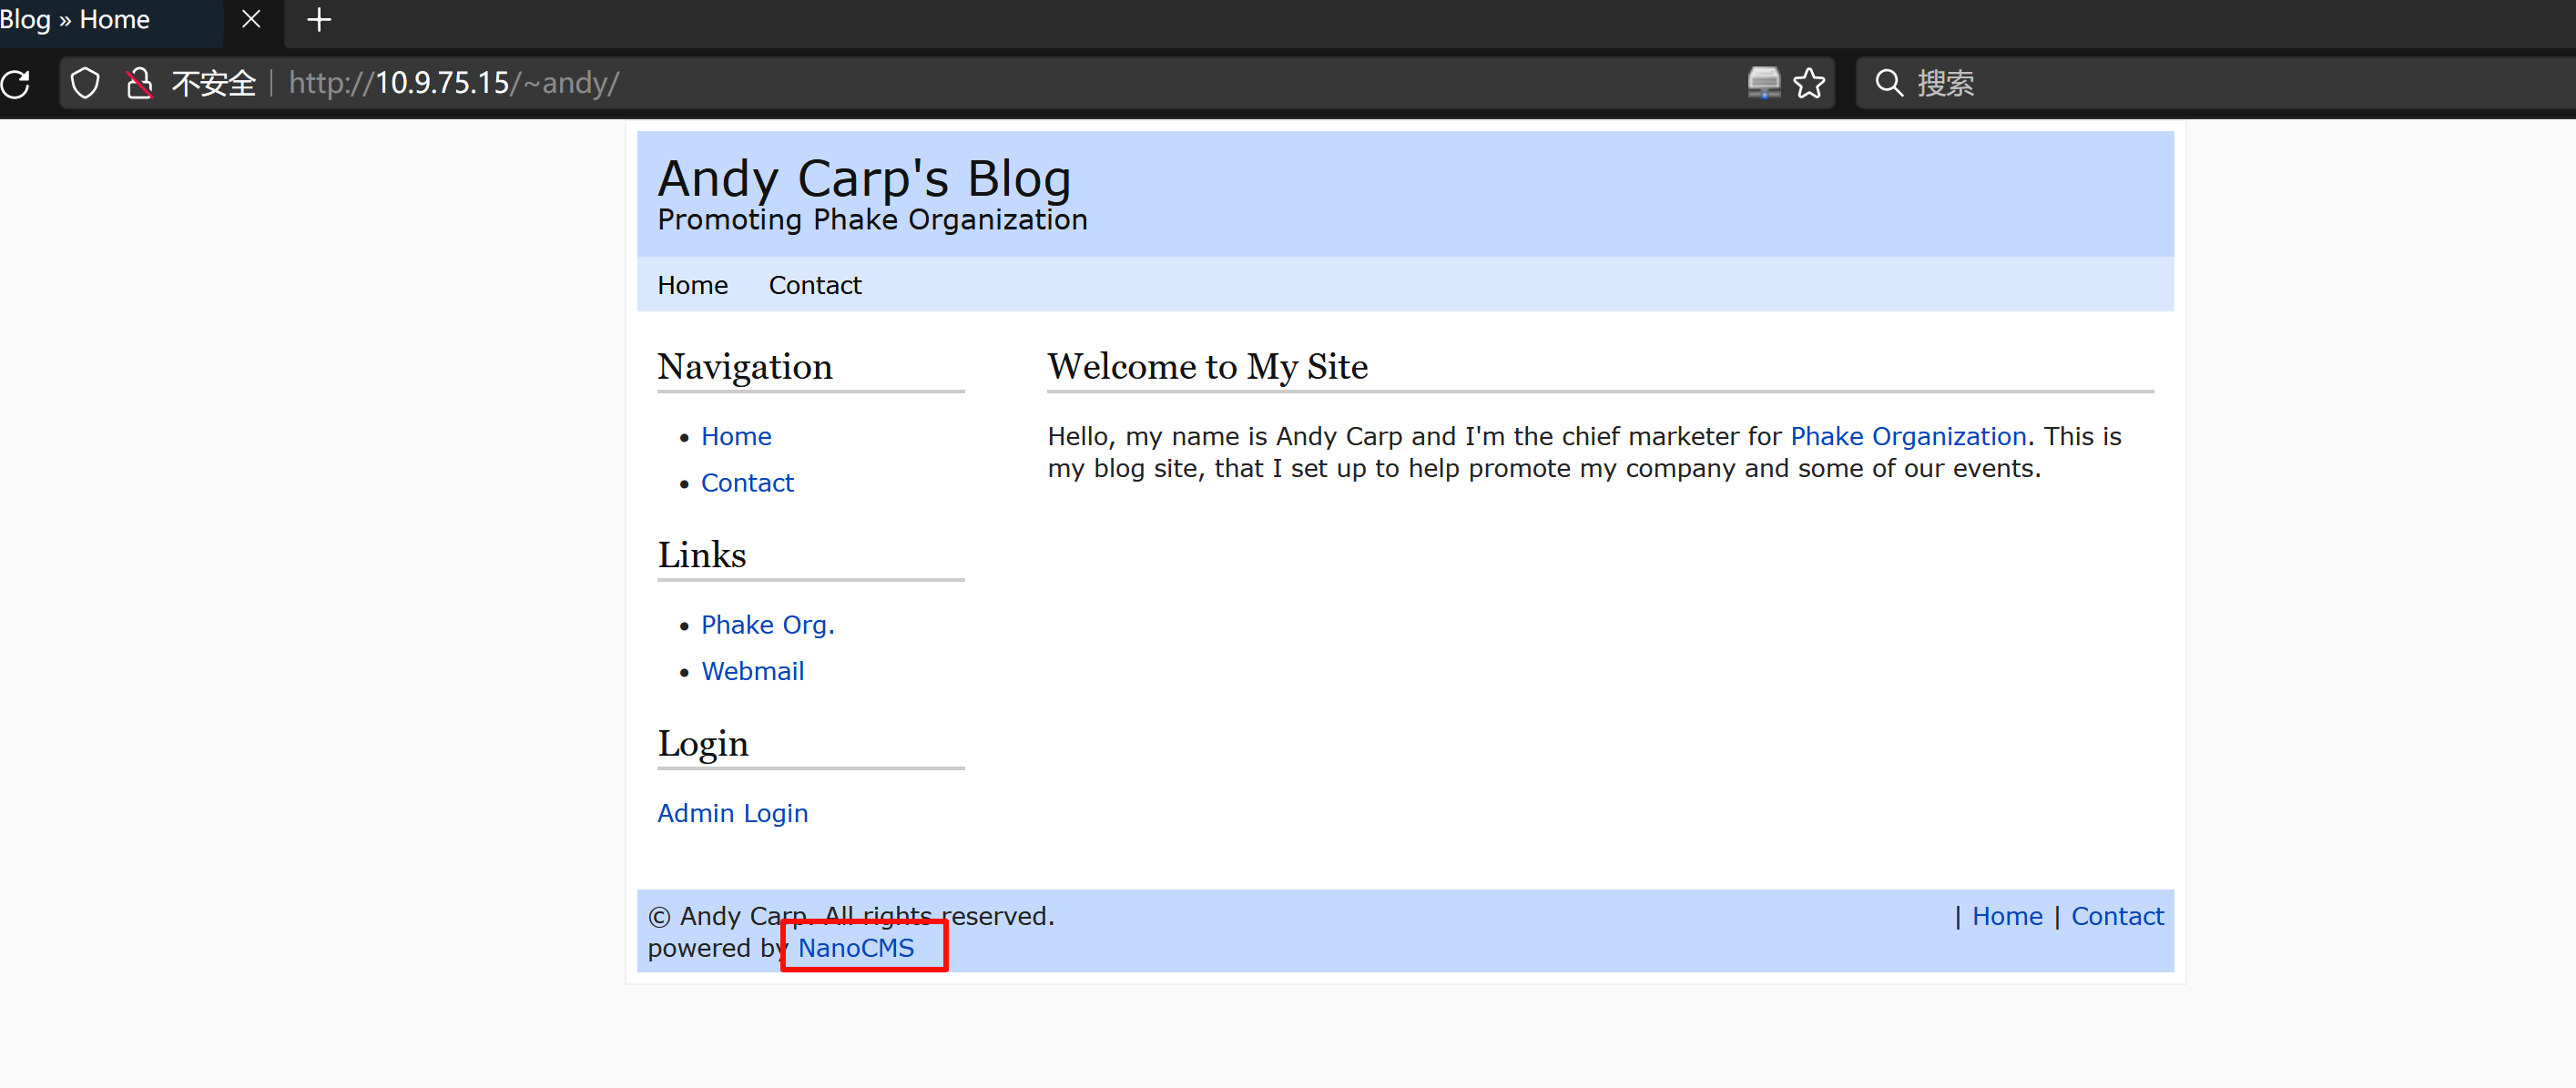 Blog » Home
不安全 http://10.9.75.15/~andy/ 搜索
Andy Carp's Blog
Promoting Phake Organization
Home Contact
Navigation
Home
Contact
Links
Phake Org.
Webmail
Login
Admin Login
Welcome to My Site
Hello, my name is Andy Carp and I'm the chief marketer for Phake Organization. This is
my blog site, that I set up to help promote my company and some of our events.
© Andy Carp. All rights reserved.
powered by NanoCMS
| Home | Contact